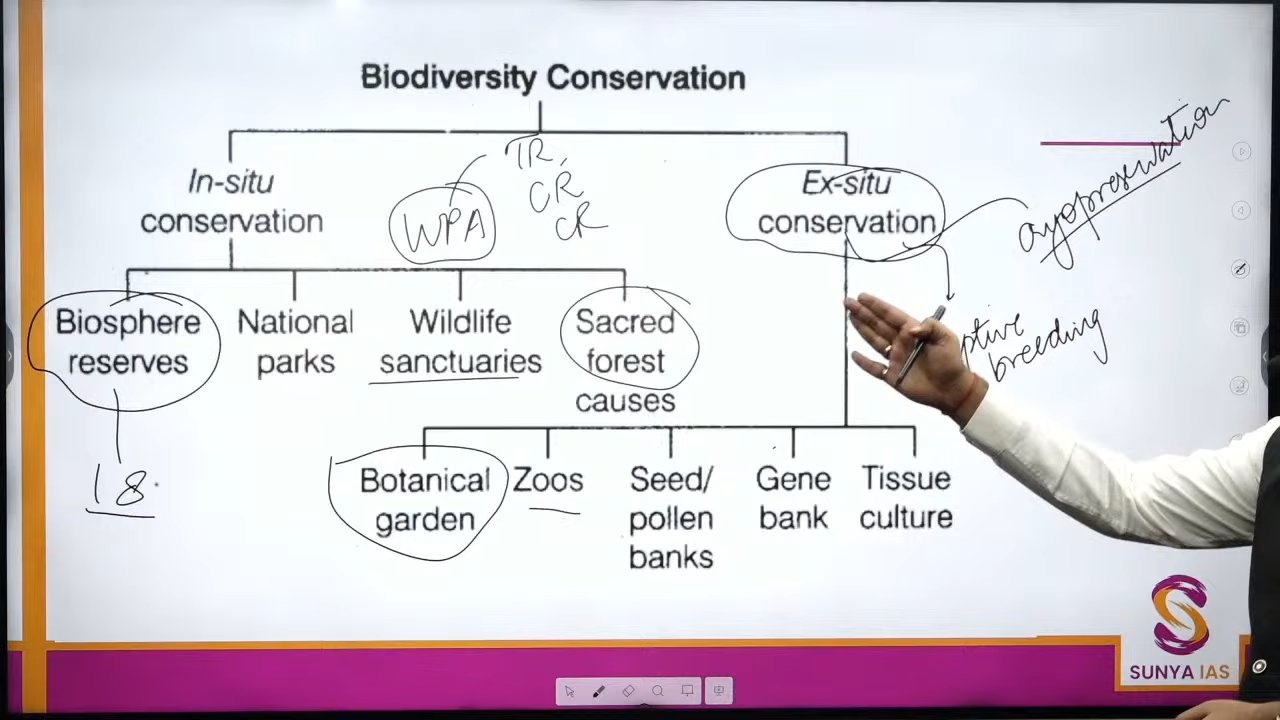 Biodiversity Conservation
In-situ
conservation
WPA
TR,
CR
CR
Ex-situ
conservation
cryopreservation
Biosphere
reserves
National
parks
Wildlife
sanctuaries
Sacred
forest
causes
ptive
breeding
18
Botanical
garden
Zoos
Seed/
pollen
banks
Gene
bank
Tissue
culture
SUNYA IAS